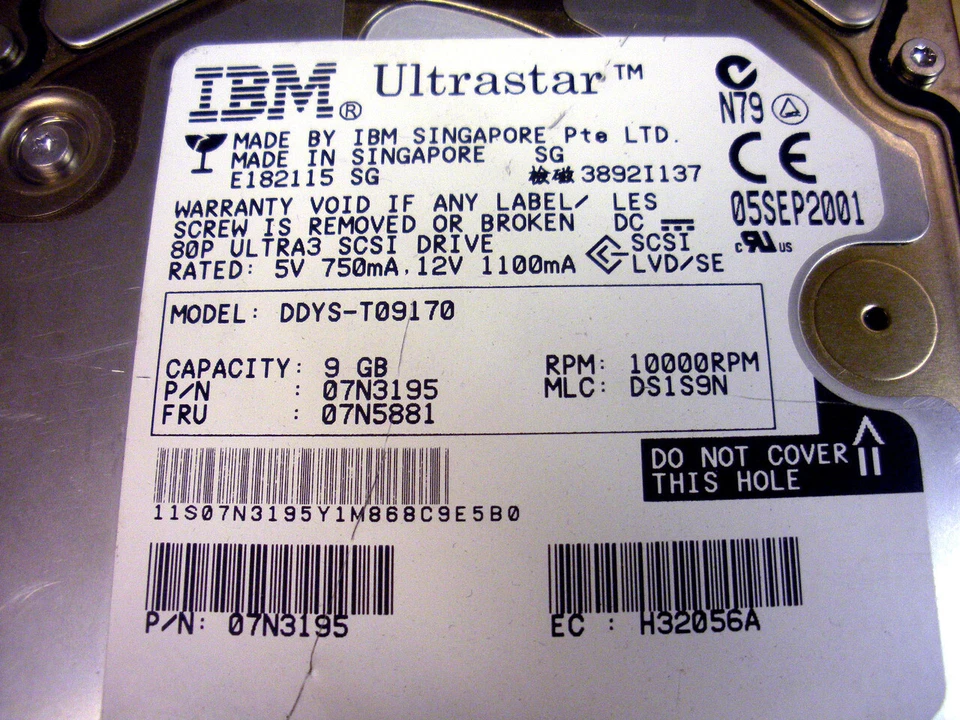 IBM® Ultrastar™
N79
MADE BY IBM SINGAPORE Pte LTD.
MADE IN SINGAPORE SG
E182115 SG 檢磁 3892I137
CE
05SEP2001
WARRANTY VOID IF ANY LABEL/ LES
SCREW IS REMOVED OR BROKEN DC
80P ULTRA3 SCSI DRIVE SCSI
RATED: 5V 750mA, 12V 1100mA LVD/SE
c RU US
MODEL: DDYS-T09170
CAPACITY: 9 GB RPM: 10000RPM
P/N : 07N3195 MLC: DS1S9N
FRU : 07N5881
DO NOT COVER
THIS HOLE
11S07N3195Y1M868C9E5B0
P/N: 07N3195 EC : H32056A